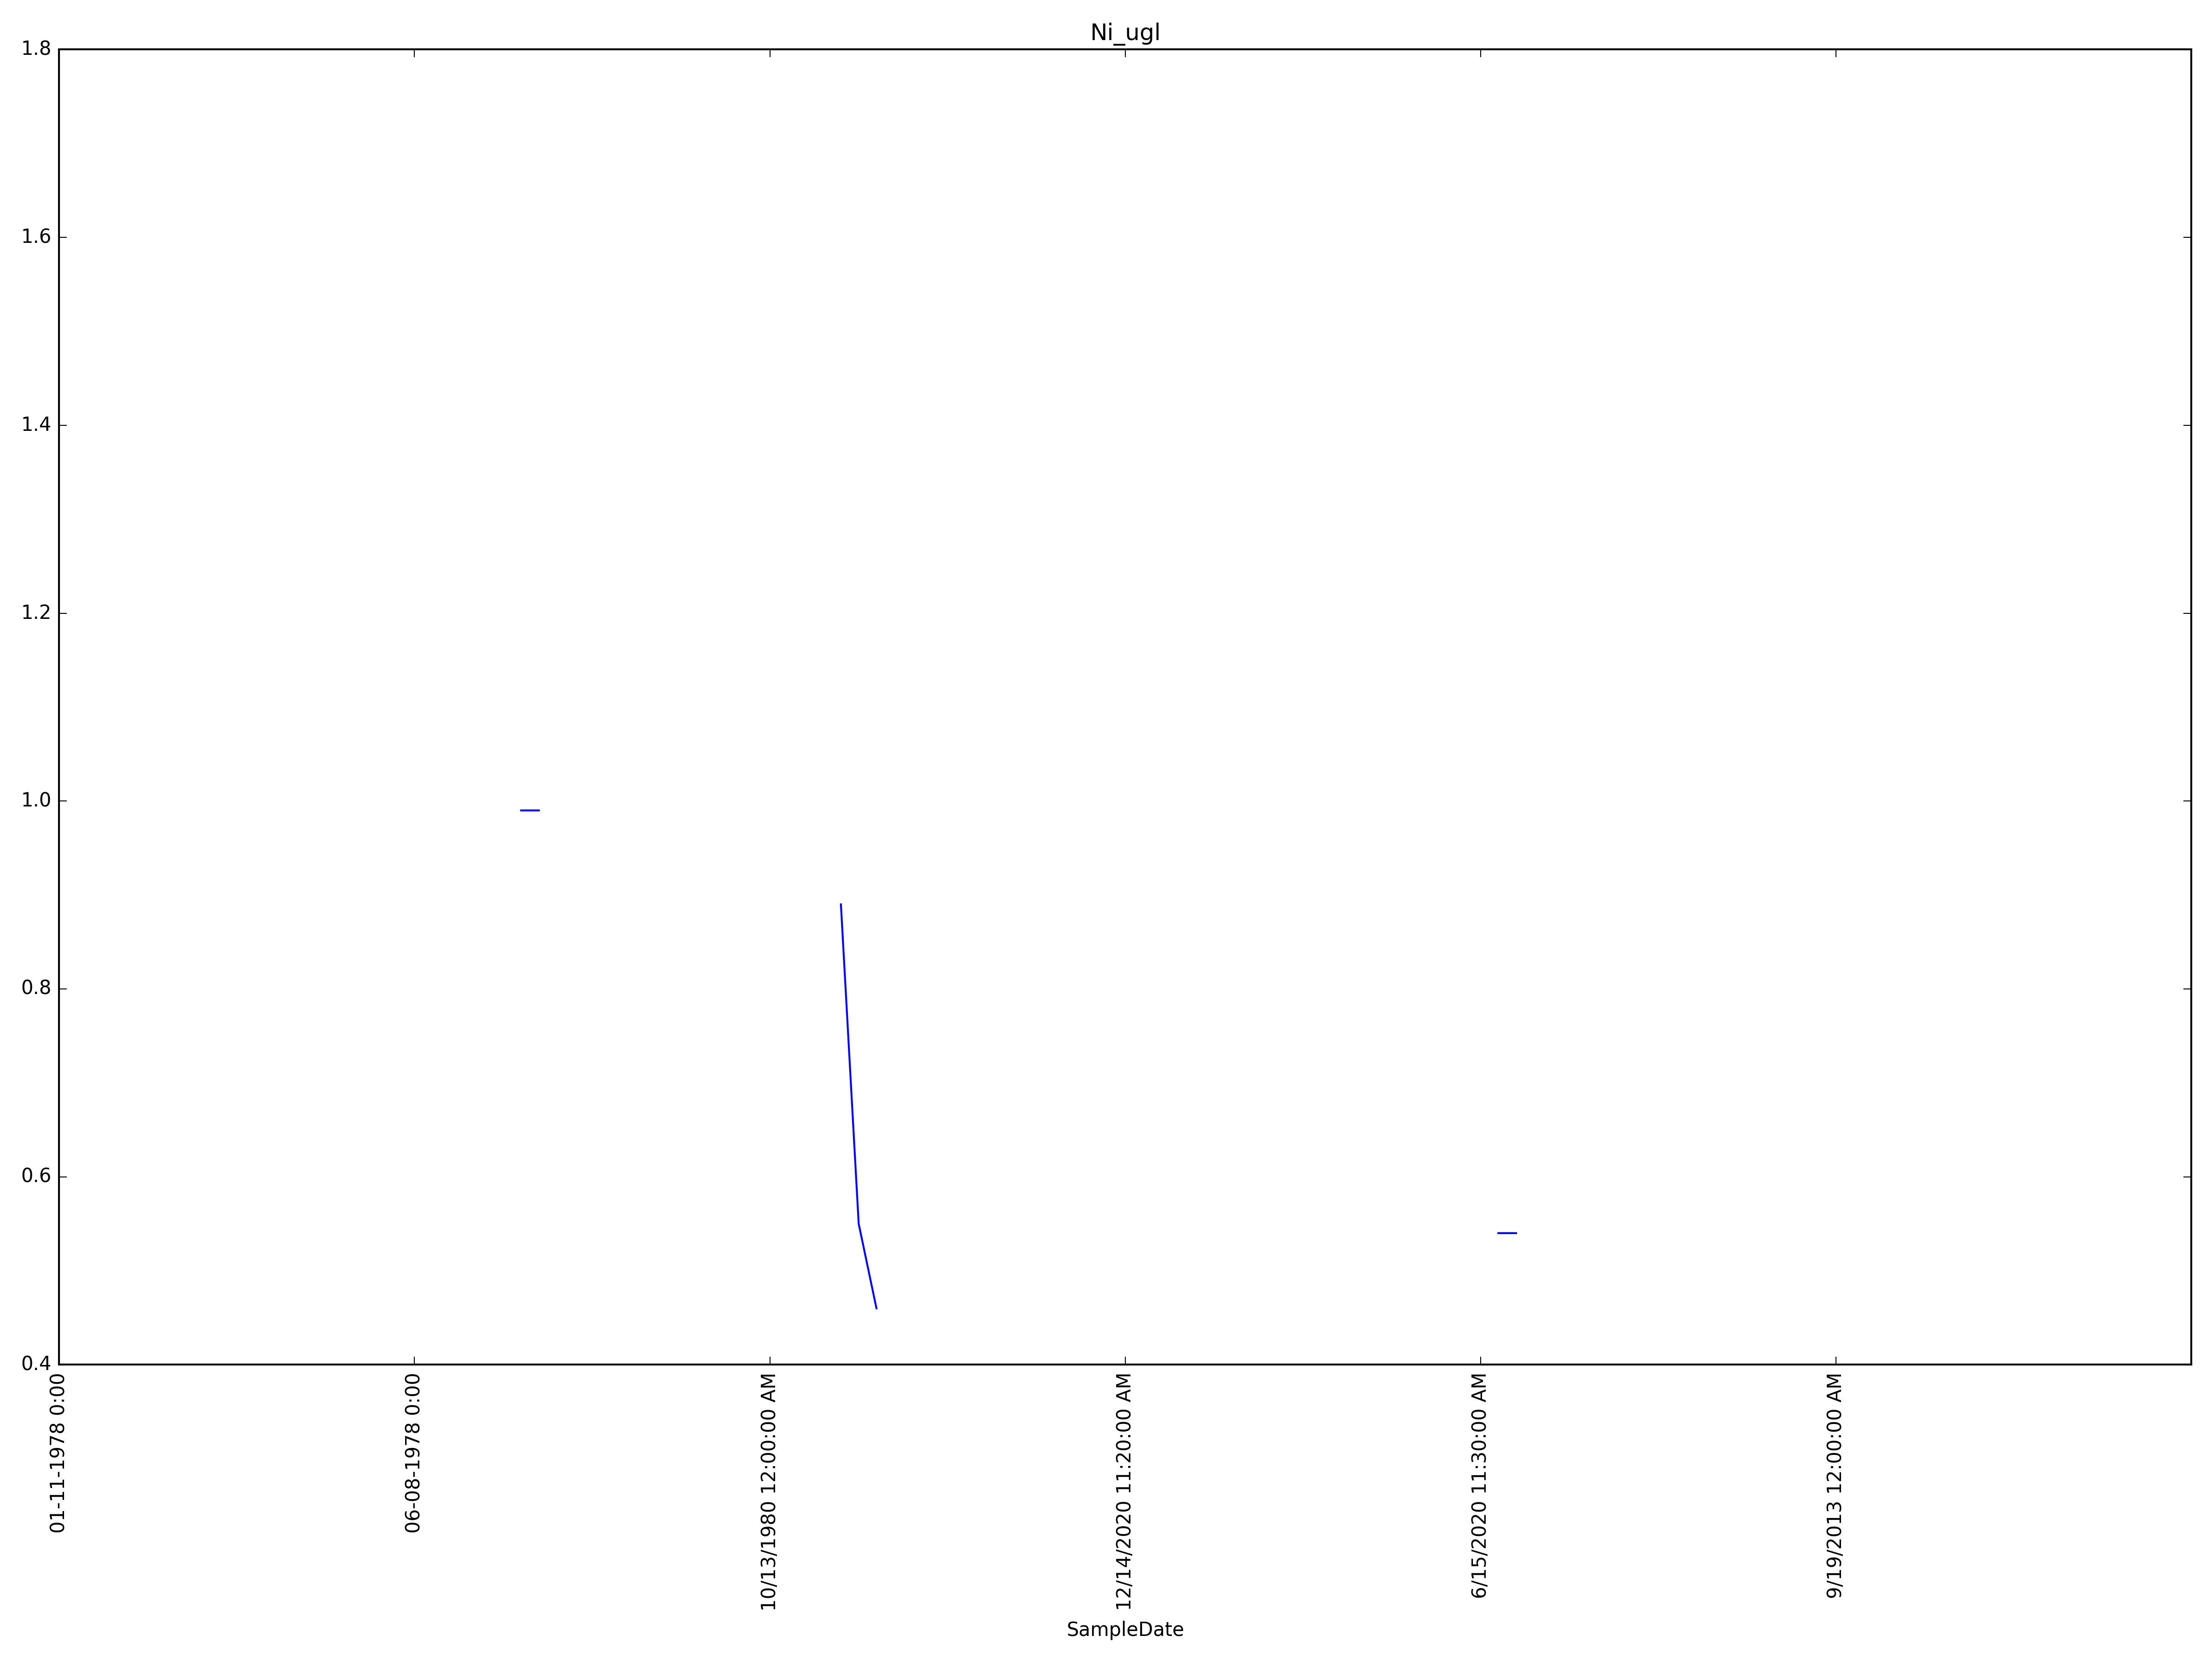 Ni_ugl
1.8
1.6
1.4
1.2
1.0
0.8
0.6
0.4
01-11-1978 0:00
06-08-1978 0:00
10/13/1980 12:00:00 AM
12/14/2020 11:20:00 AM
6/15/2020 11:30:00 AM
9/19/2013 12:00:00 AM
SampleDate